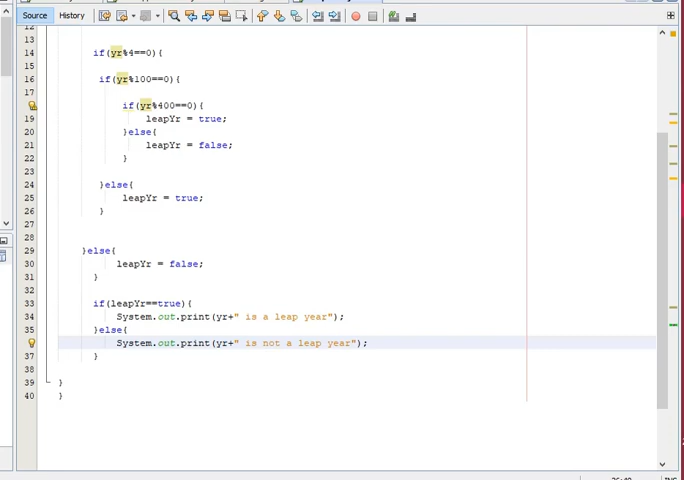 Source History
12
13
14 if(yr%4==0){
15
16 if(yr%100==0){
17
if(yr%400==0){
19 leapYr = true;
20 }else{
21 leapYr = false;
22 }
23
24 }else{
25 leapYr = true;
26 }
27
28
29 }else{
30 leapYr = false;
31 }
32
33 if(leapYr==true){
34 System.out.print(yr+" is a leap year");
35 }else{
System.out.print(yr+" is not a leap year");
37 }
38
39 }
40 }